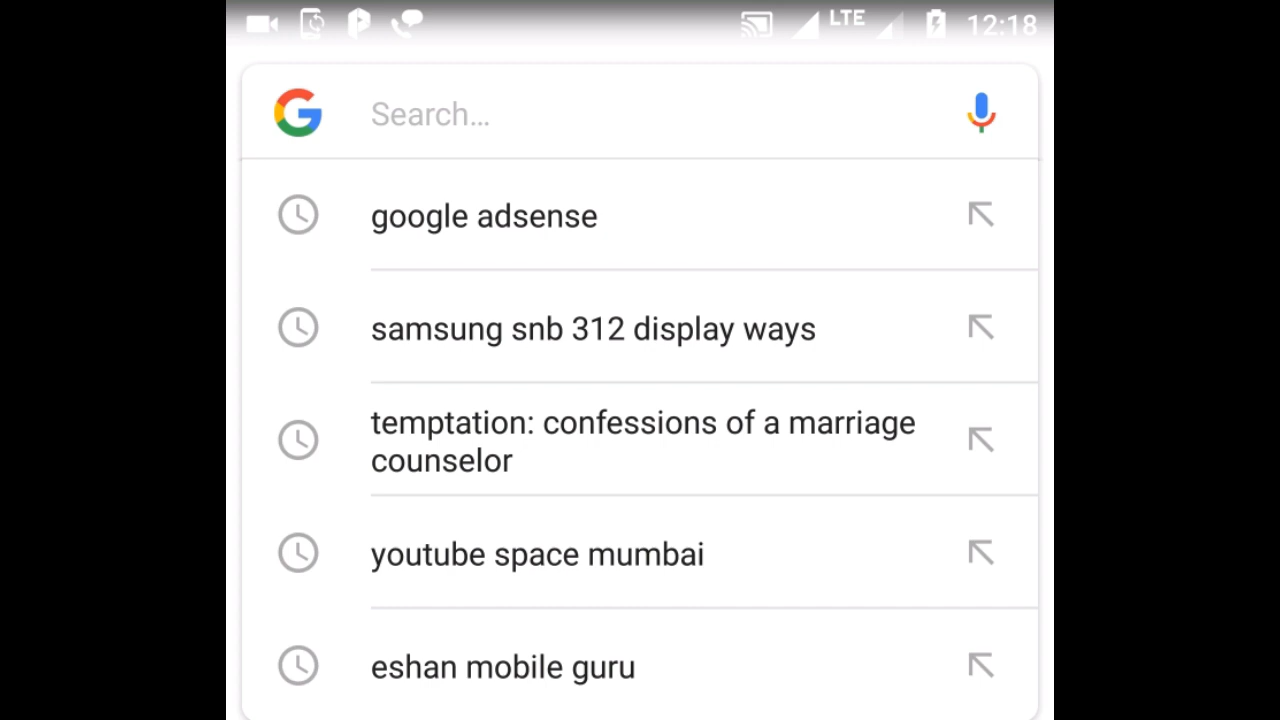 LTE 12:18
Search...
google adsense
samsung snb 312 display ways
temptation: confessions of a marriage
counselor
youtube space mumbai
eshan mobile guru